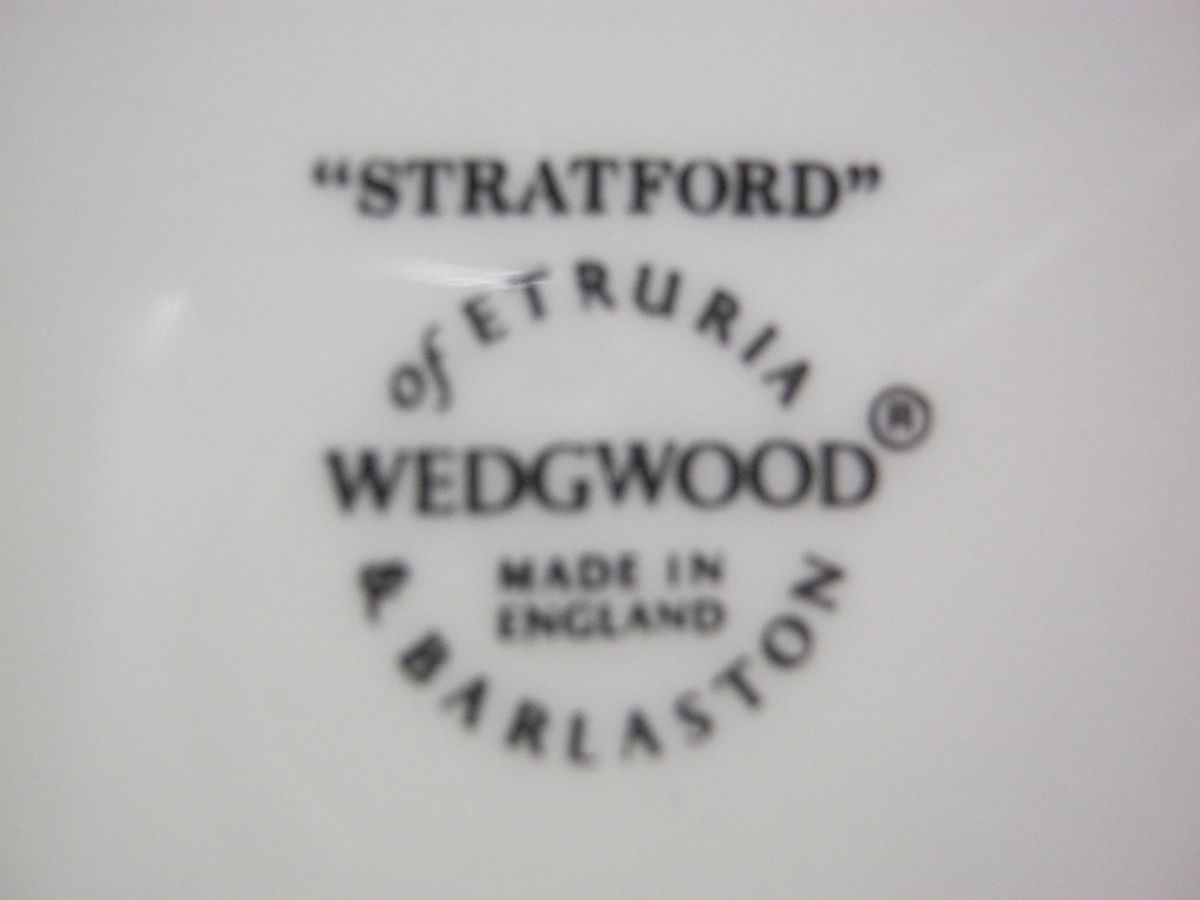 “STRATFORD”
of ETRURIA
WEDGWOOD®
MADE IN
ENGLAND
& BARLASTON